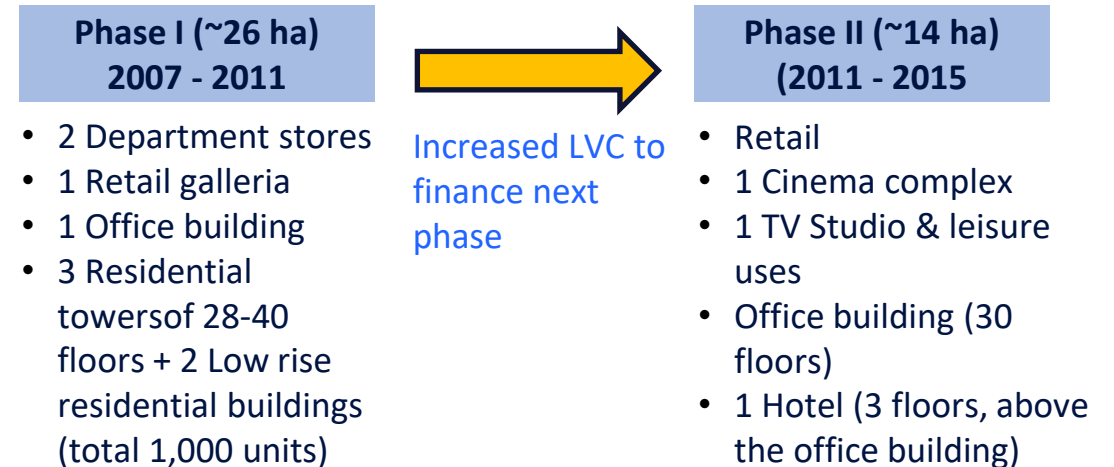 Phase I (~26 ha)
2007 - 2011
• 2 Department stores
• 1 Retail galleria
• 1 Office building
• 3 Residential
towersof 28-40
floors + 2 Low rise
residential buildings
(total 1,000 units)
Increased LVC to
finance next
phase
Phase II (~14 ha)
(2011 - 2015
• Retail
• 1 Cinema complex
• 1 TV Studio & leisure
uses
• Office building (30
floors)
• 1 Hotel (3 floors, above
the office building)